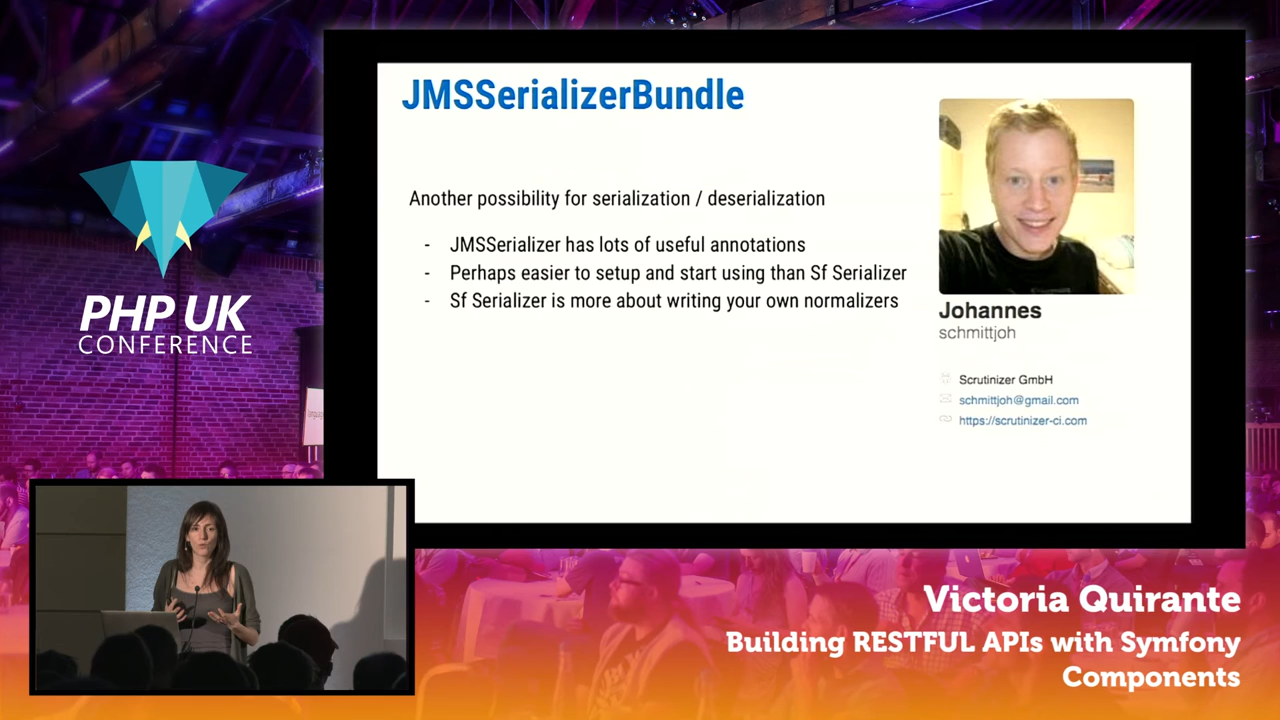 JMSSerializerBundle
Another possibility for serialization / deserialization
- JMSSerializer has lots of useful annotations
- Perhaps easier to setup and start using than Sf Serializer
- Sf Serializer is more about writing your own normalizers
Johannes
schmittjoh
Scrutinizer GmbH
schmittjoh@gmail.com
https://scrutinizer-ci.com
PHP UK
CONFERENCE
Victoria Quirante
Building RESTFUL APIs with Symfony
Components